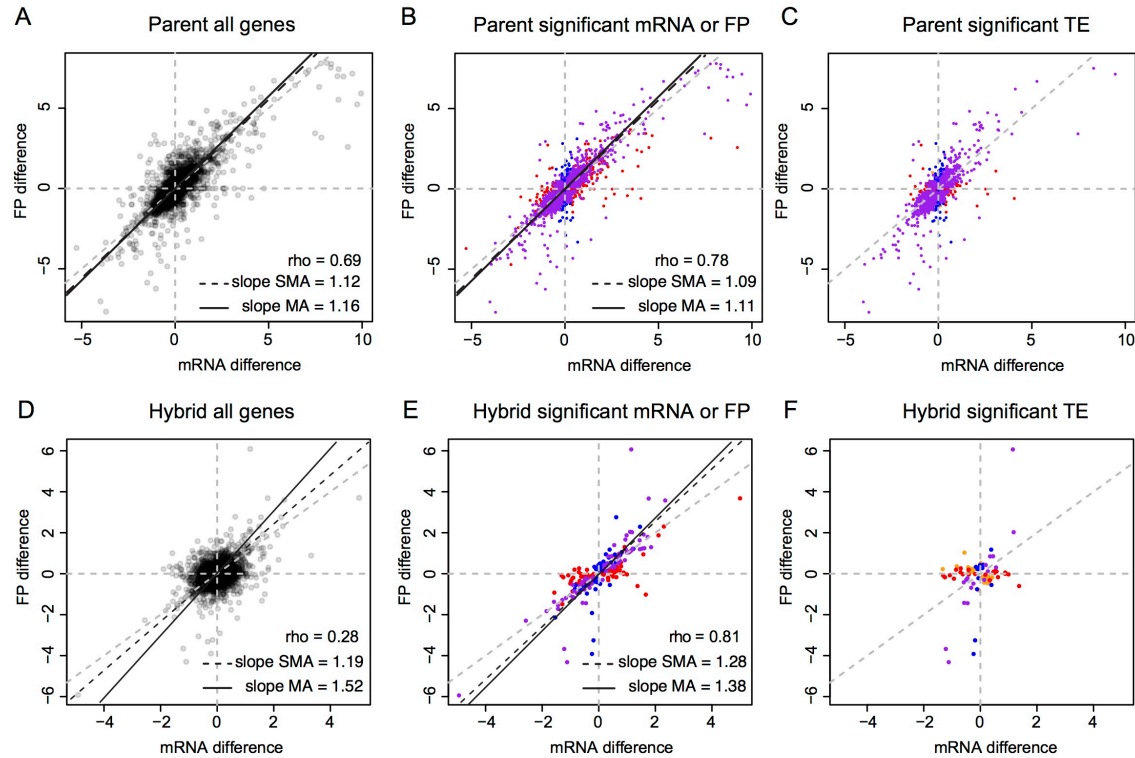 A
Parent all genes
FP difference
5
0
−5
rho = 0.69
slope SMA = 1.12
slope MA = 1.16
−5
0
5
10
mRNA difference
B
Parent significant mRNA or FP
FP difference
5
0
−5
rho = 0.78
slope SMA = 1.09
slope MA = 1.11
−5
0
5
10
mRNA difference
C
Parent significant TE
FP difference
5
0
−5
−5
0
5
10
mRNA difference
D
Hybrid all genes
FP difference
6
4
2
0
−2
−4
−6
rho = 0.28
slope SMA = 1.19
slope MA = 1.52
−4
−2
0
2
4
mRNA difference
E
Hybrid significant mRNA or FP
FP difference
6
4
2
0
−2
−4
−6
rho = 0.81
slope SMA = 1.28
slope MA = 1.38
−4
−2
0
2
4
mRNA difference
F
Hybrid significant TE
FP difference
6
4
2
0
−2
−4
−6
−4
−2
0
2
4
mRNA difference